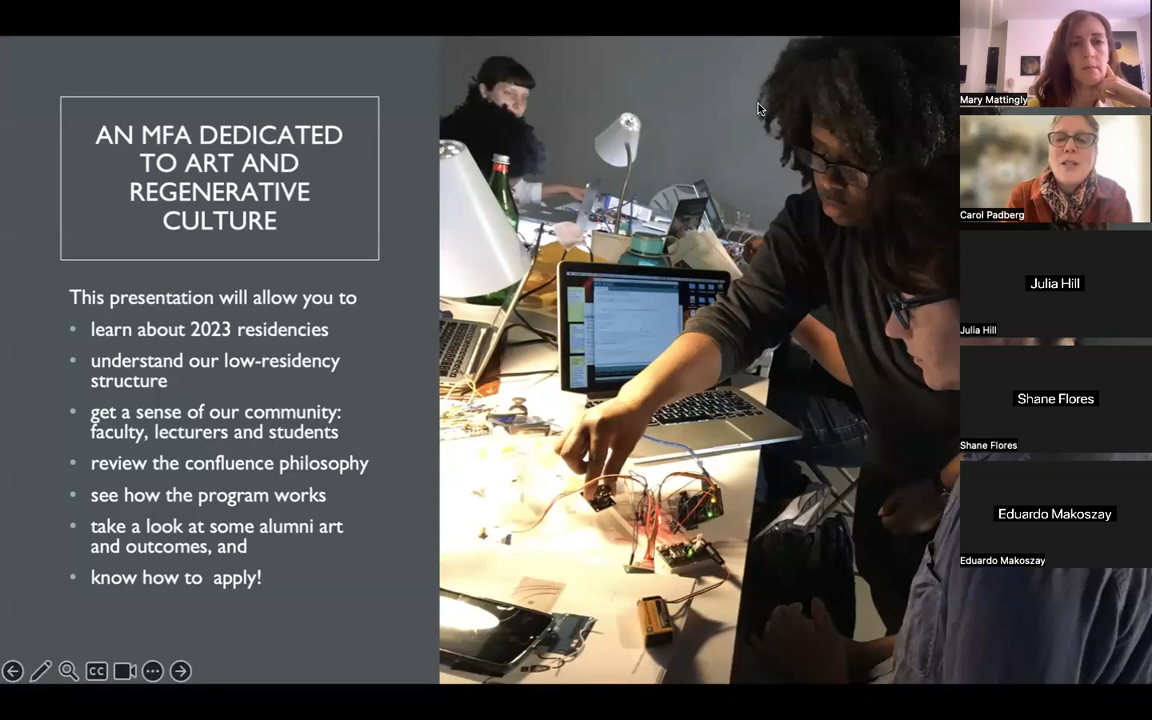 AN MFA DEDICATED
TO ART AND
REGENERATIVE
CULTURE
This presentation will allow you to
• learn about 2023 residencies
• understand our low-residency
structure
• get a sense of our community:
faculty, lecturers and students
• review the confluence philosophy
• see how the program works
• take a look at some alumni art
and outcomes, and
• know how to  apply!
CC
Mary Mattingly
Carol Padberg
Julia Hill
Julia Hill
Shane Flores
Shane Flores
Eduardo Makoszay
Eduardo Makoszay